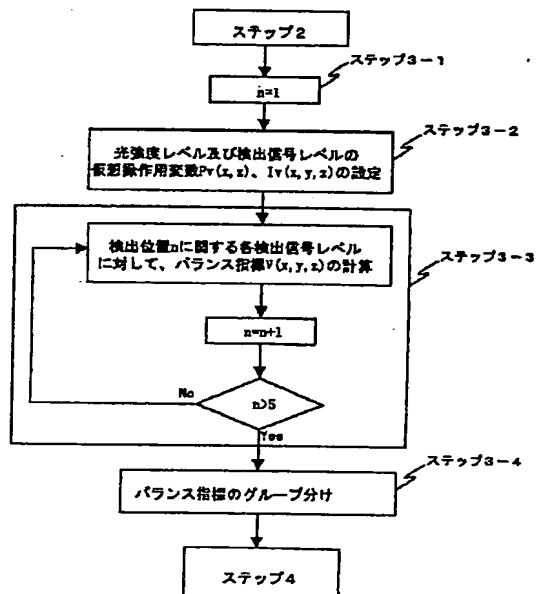 ステップ2
ステップ3-1
n=1
ステップ3-2
光強度レベル及び検出信号レベルの
仮想操作用変数Pv(x,z)、Iv(x,y,z)の設定
検出位置nに関する各検出信号レベル
に対して、バランス指標V(x,y,z)の計算
ステップ3-3
n=n+1
No
n>5
Yes
ステップ3-4
バランス指標のグループ分け
ステップ4